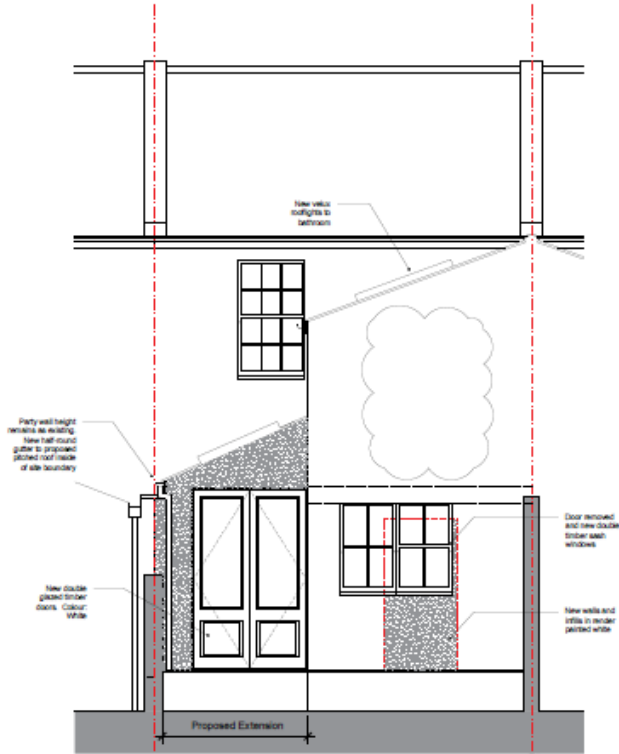 New velux
rooflights to
bathroom
Party wall height
remains as existing.
New half-round
gutter to proposed
pitched roof inside
of site boundary
Door removed
and new double
timber sash
windows
New double
glazed timber
doors. Colour:
White
New walls and
infills in render
painted white
Proposed Extension